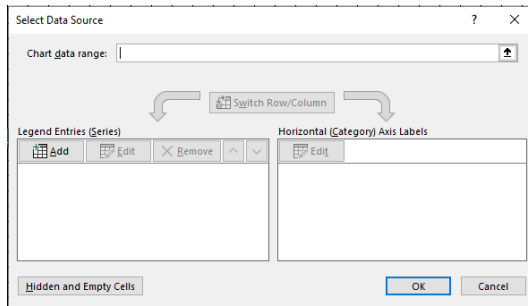 Select Data Source ? X
Chart data range:
Switch Row/Column
Legend Entries (Series)
Add Edit Remove
Horizontal (Category) Axis Labels
Edit
Hidden and Empty Cells OK Cancel